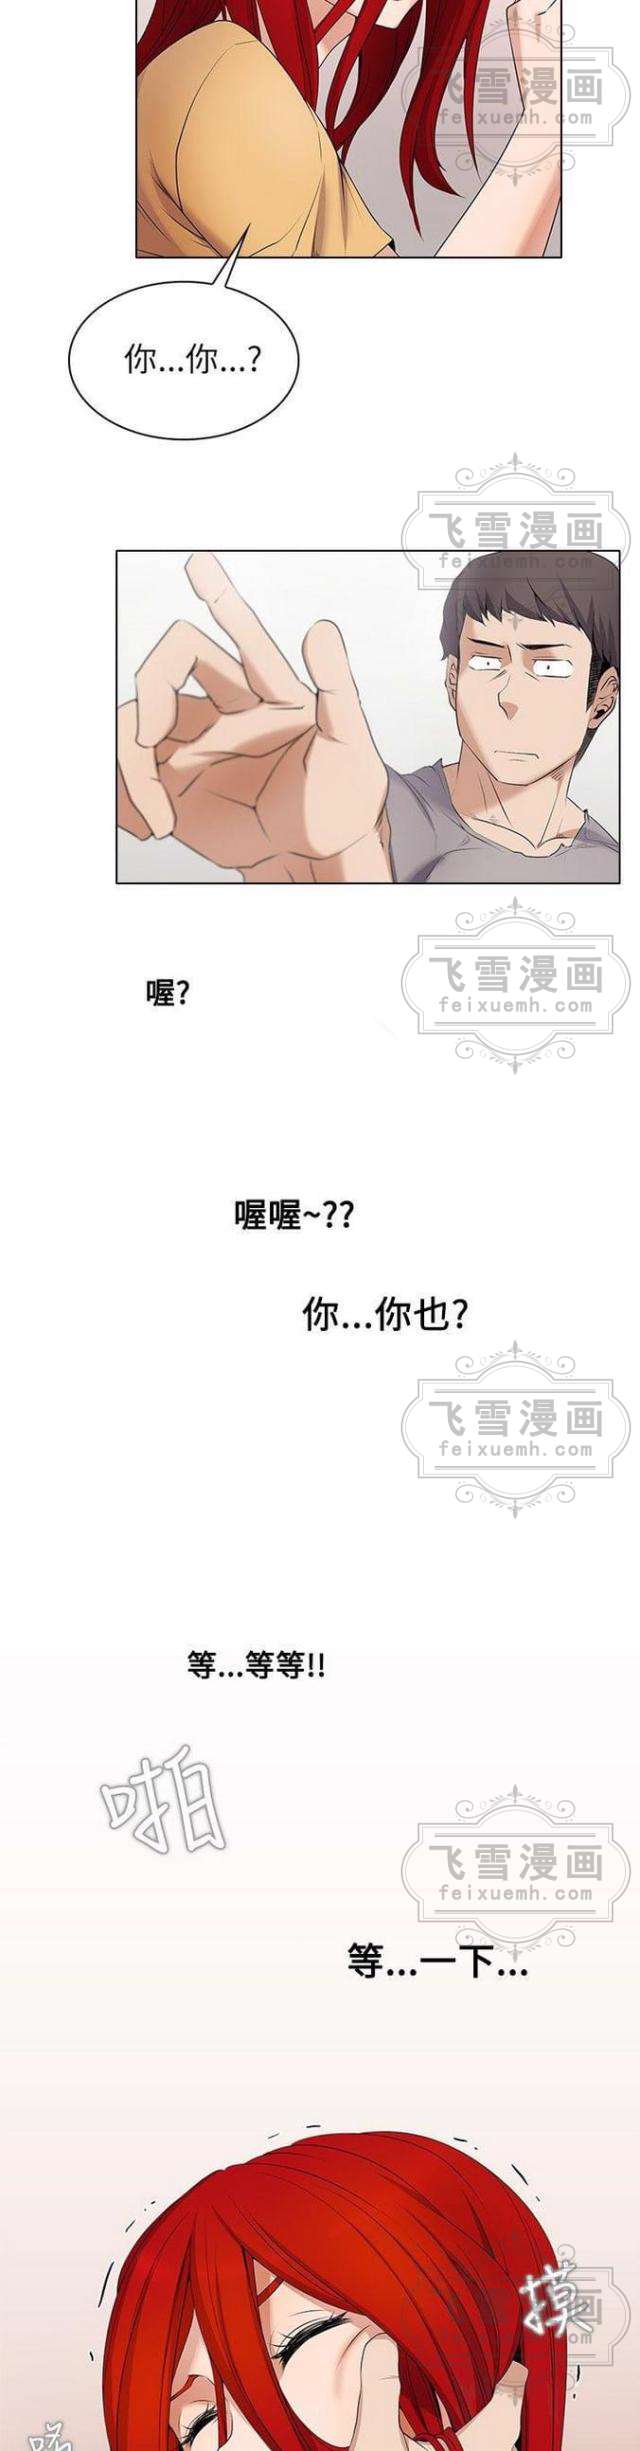 飞雪漫画
feixuemh.com
你...你...?
飞雪漫画
feixuemh.com
飞雪漫画
feixuemh.com
喔?
喔喔~??
你...你也?
飞雪漫画
feixuemh.com
等...等等!!
啪
飞雪漫画
feixuemh.com
等...一下...
摸